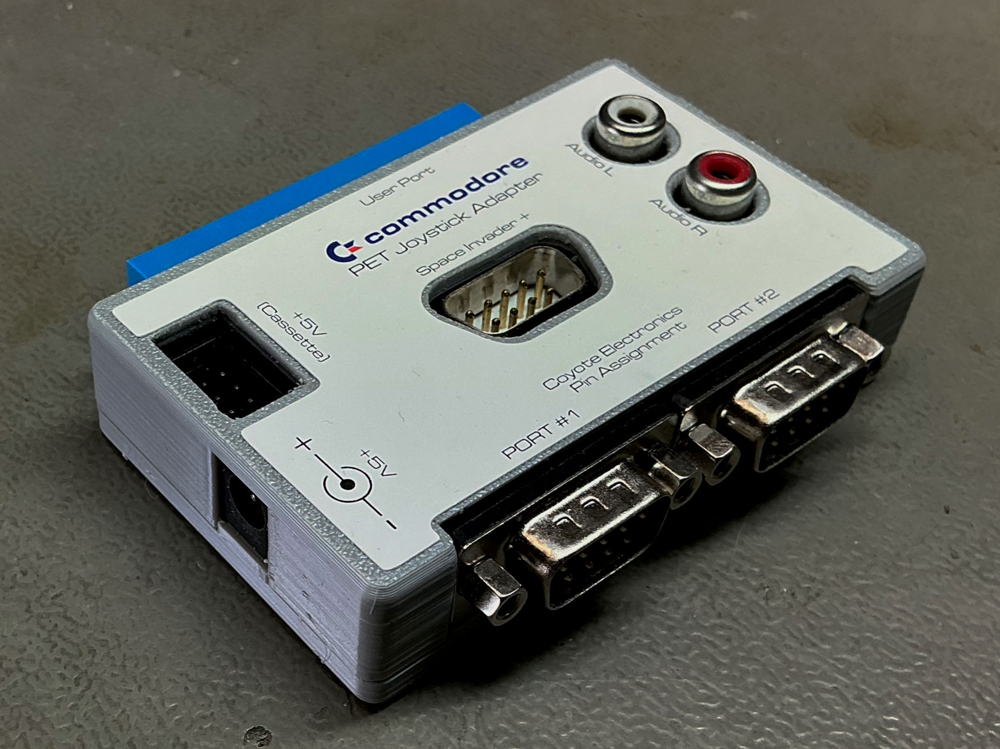 User Port
commodore
PET Joystick Adapter
Space Invader +
Audio L
Audio R
+5V
(Cassette)
Coyote Electronics
Pin Assignment
PORT #2
PORT #1
+ +5V -